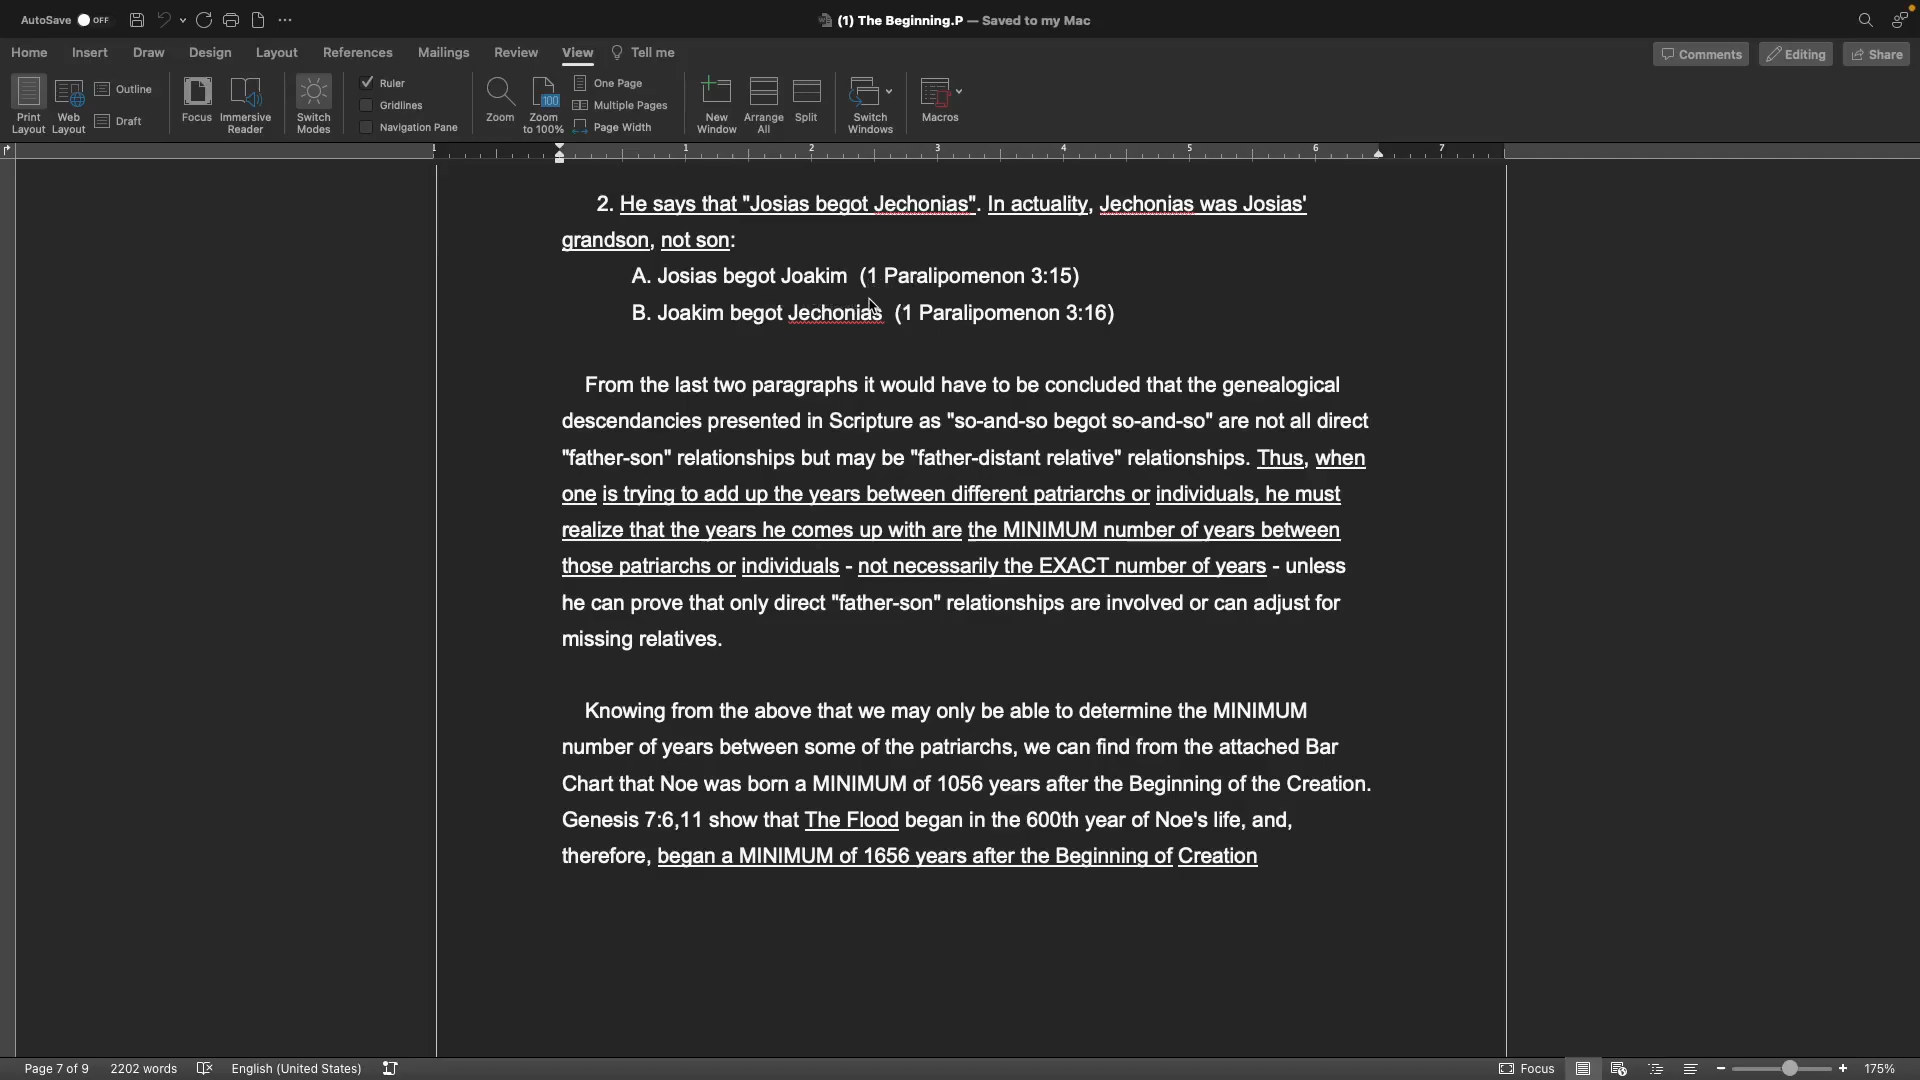 AutoSave OFF
(1) The Beginning.P — Saved to my Mac
Home Insert Draw Design Layout References Mailings Review View Tell me
Comments Editing Share
Print Layout
Web Layout
Outline
Draft
Focus
Immersive Reader
Switch Modes
Ruler
Gridlines
Navigation Pane
Zoom
100
Zoom to 100%
One Page
Multiple Pages
Page Width
New Window
Arrange All
Split
Switch Windows
Macros
1 1 2 3 4 5 6 7
2. He says that "Josias begot Jechonias". In actuality, Jechonias was Josias'
grandson, not son:
A. Josias begot Joakim (1 Paralipomenon 3:15)
B. Joakim begot Jechonias (1 Paralipomenon 3:16)
From the last two paragraphs it would have to be concluded that the genealogical
descendancies presented in Scripture as "so-and-so begot so-and-so" are not all direct
"father-son" relationships but may be "father-distant relative" relationships. Thus, when
one is trying to add up the years between different patriarchs or individuals, he must
realize that the years he comes up with are the MINIMUM number of years between
those patriarchs or individuals - not necessarily the EXACT number of years - unless
he can prove that only direct "father-son" relationships are involved or can adjust for
missing relatives.
Knowing from the above that we may only be able to determine the MINIMUM
number of years between some of the patriarchs, we can find from the attached Bar
Chart that Noe was born a MINIMUM of 1056 years after the Beginning of the Creation.
Genesis 7:6,11 show that The Flood began in the 600th year of Noe's life, and,
therefore, began a MINIMUM of 1656 years after the Beginning of Creation
Page 7 of 9 2202 words English (United States) Focus 175%